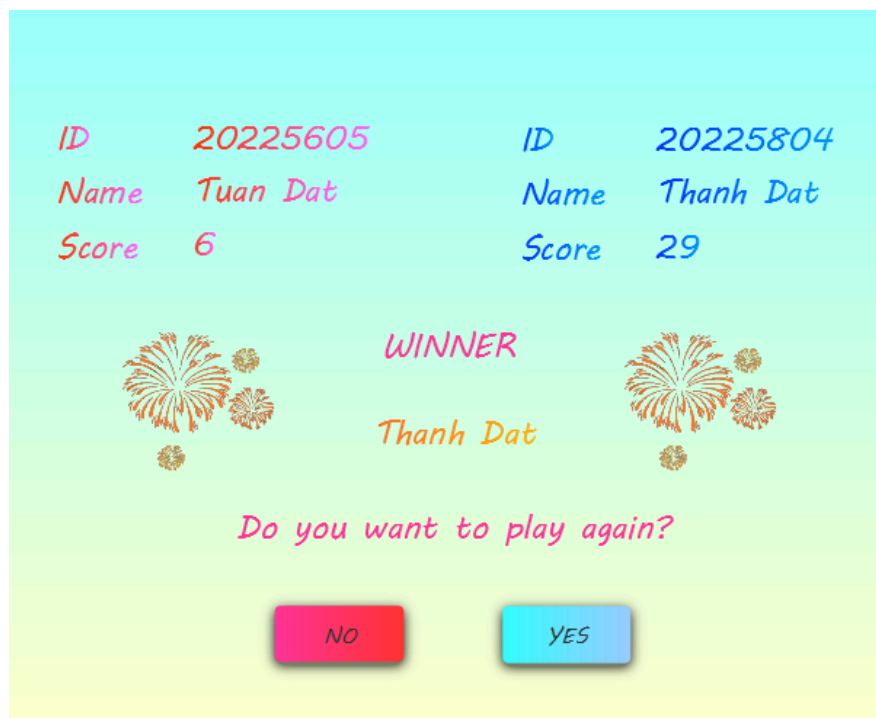 ID 20225605
Name Tuan Dat
Score 6
ID 20225804
Name Thanh Dat
Score 29
WINNER
Thanh Dat
Do you want to play again?
NO
YES